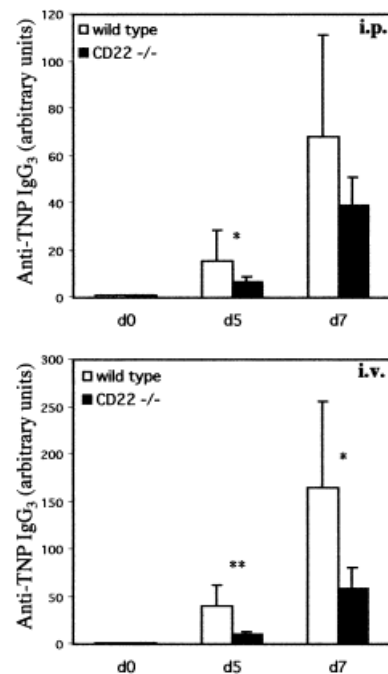 i.p.
Anti-TNP IgG3 (arbitrary units)
120
100
80
60
40
20
0
wild type
CD22 -/-
*
d0 d5 d7
i.v.
Anti-TNP IgG3 (arbitrary units)
300
250
200
150
100
50
0
wild type
CD22 -/-
*
**
d0 d5 d7